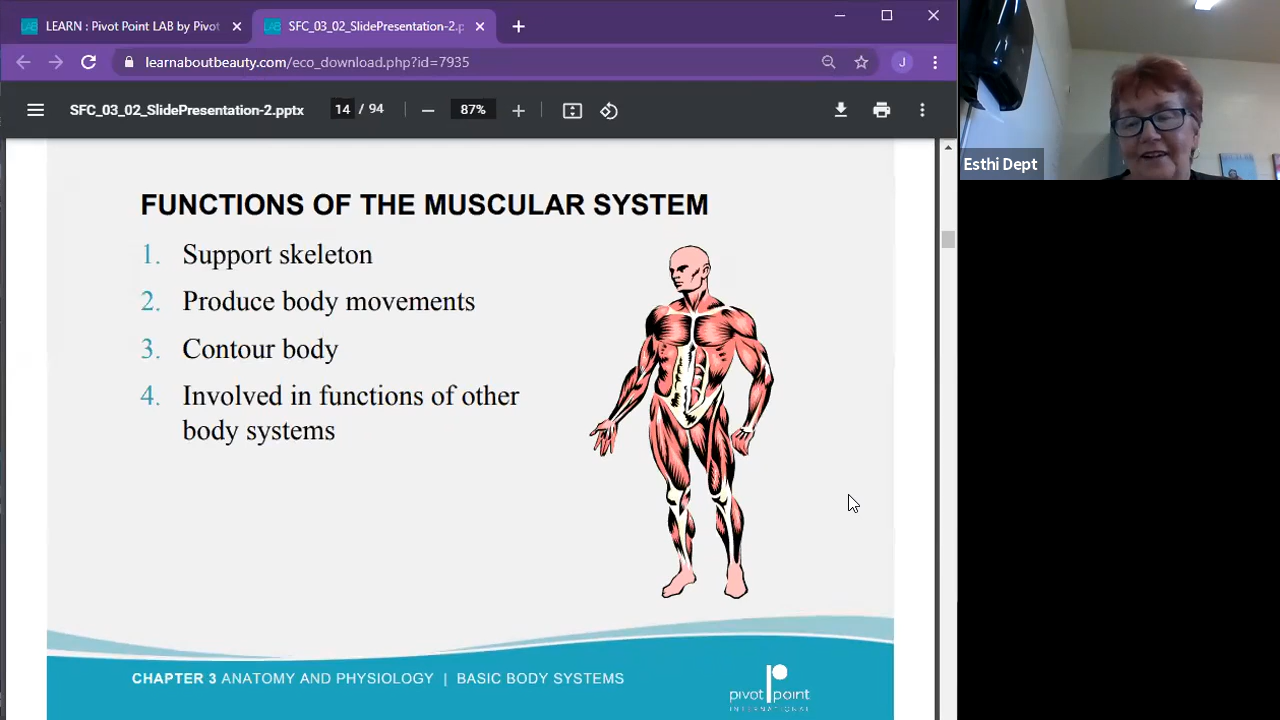 LEARN : Pivot Point LAB by Pivot
SFC_03_02_SlidePresentation-2.p
learnaboutbeauty.com/eco_download.php?id=7935
J
SFC_03_02_SlidePresentation-2.pptx
14 / 94
87%
Esthi Dept
FUNCTIONS OF THE MUSCULAR SYSTEM
1. Support skeleton
2. Produce body movements
3. Contour body
4. Involved in functions of other
body systems
CHAPTER 3 ANATOMY AND PHYSIOLOGY | BASIC BODY SYSTEMS
pivot point
INTERNATIONAL